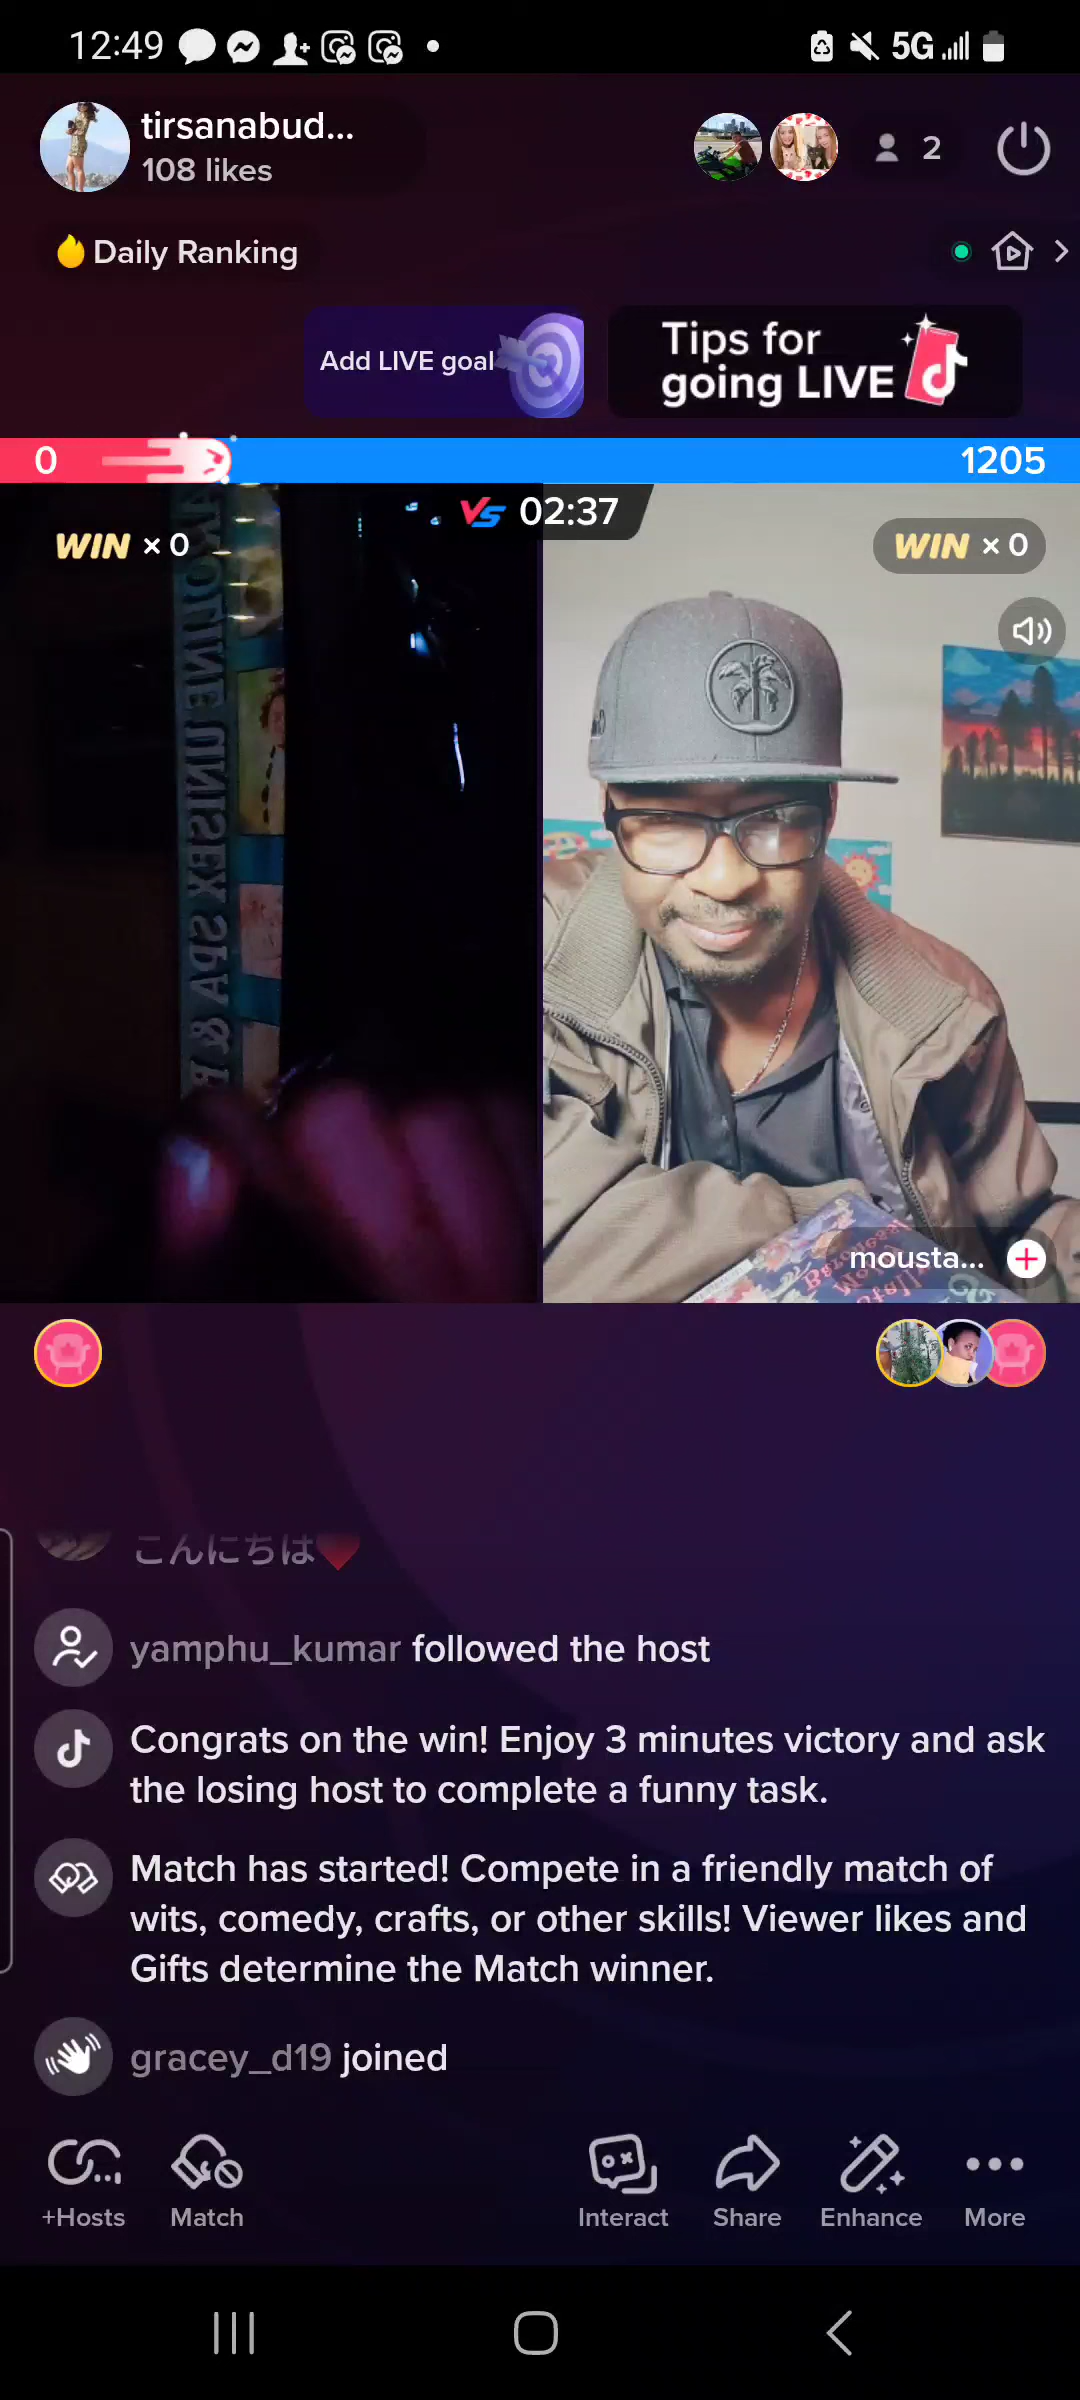 12:49
5G
tirsanabud...
108 likes
2
Daily Ranking
Add LIVE goal
Tips for
going LIVE
0
1205
VS 02:37
WIN × 0
WIN × 0
UNISEX SPA &
mousta...
こんにちは❤
yamphu_kumar followed the host
Congrats on the win! Enjoy 3 minutes victory and ask
the losing host to complete a funny task.
Match has started! Compete in a friendly match of
wits, comedy, crafts, or other skills! Viewer likes and
Gifts determine the Match winner.
gracey_d19 joined
+Hosts
Match
Interact
Share
Enhance
More